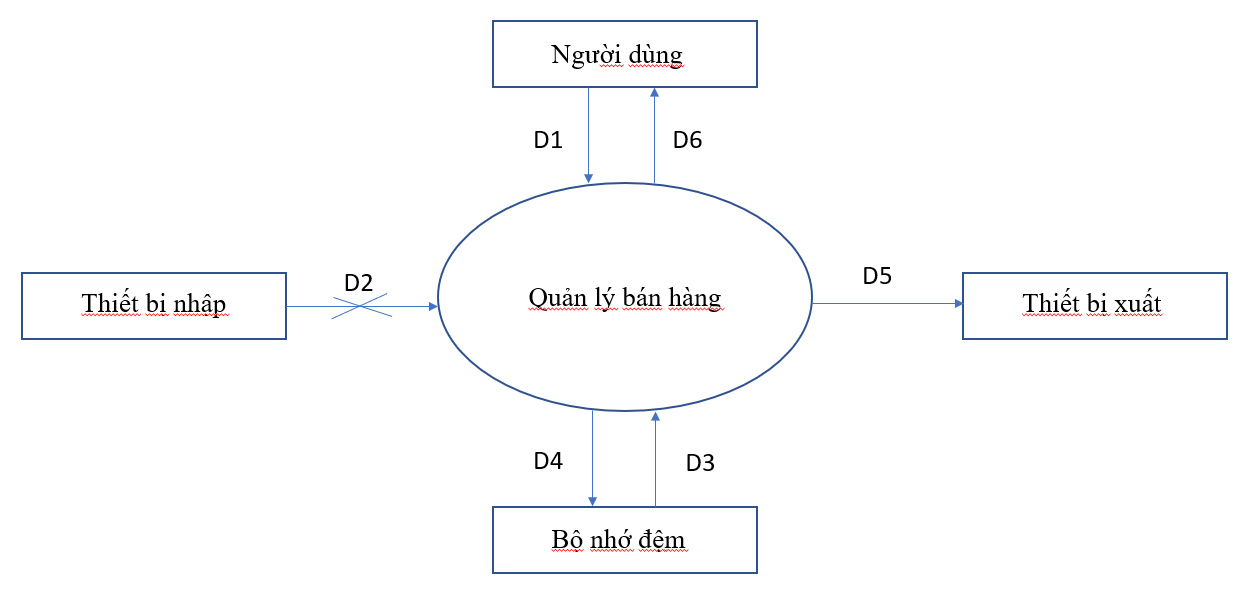 Người dùng
D1
D6
Thiết bị nhập
D2
Quản lý bán hàng
D5
Thiết bị xuất
D4
D3
Bộ nhớ đệm